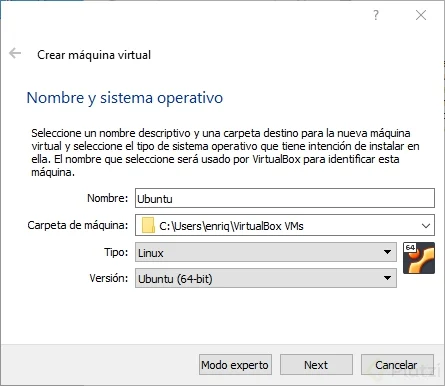 ?
Crear máquina virtual
Nombre y sistema operativo
Seleccione un nombre descriptivo y una carpeta destino para la nueva máquina
virtual y seleccione el tipo de sistema operativo que tiene intención de instalar en
ella. El nombre que seleccione será usado por VirtualBox para identificar esta
máquina.
Nombre: Ubuntu
Carpeta de máquina: C:\Users\enriq\VirtualBox VMs
Tipo: Linux
64
Versión: Ubuntu (64-bit)
Modo experto Next Cancelar